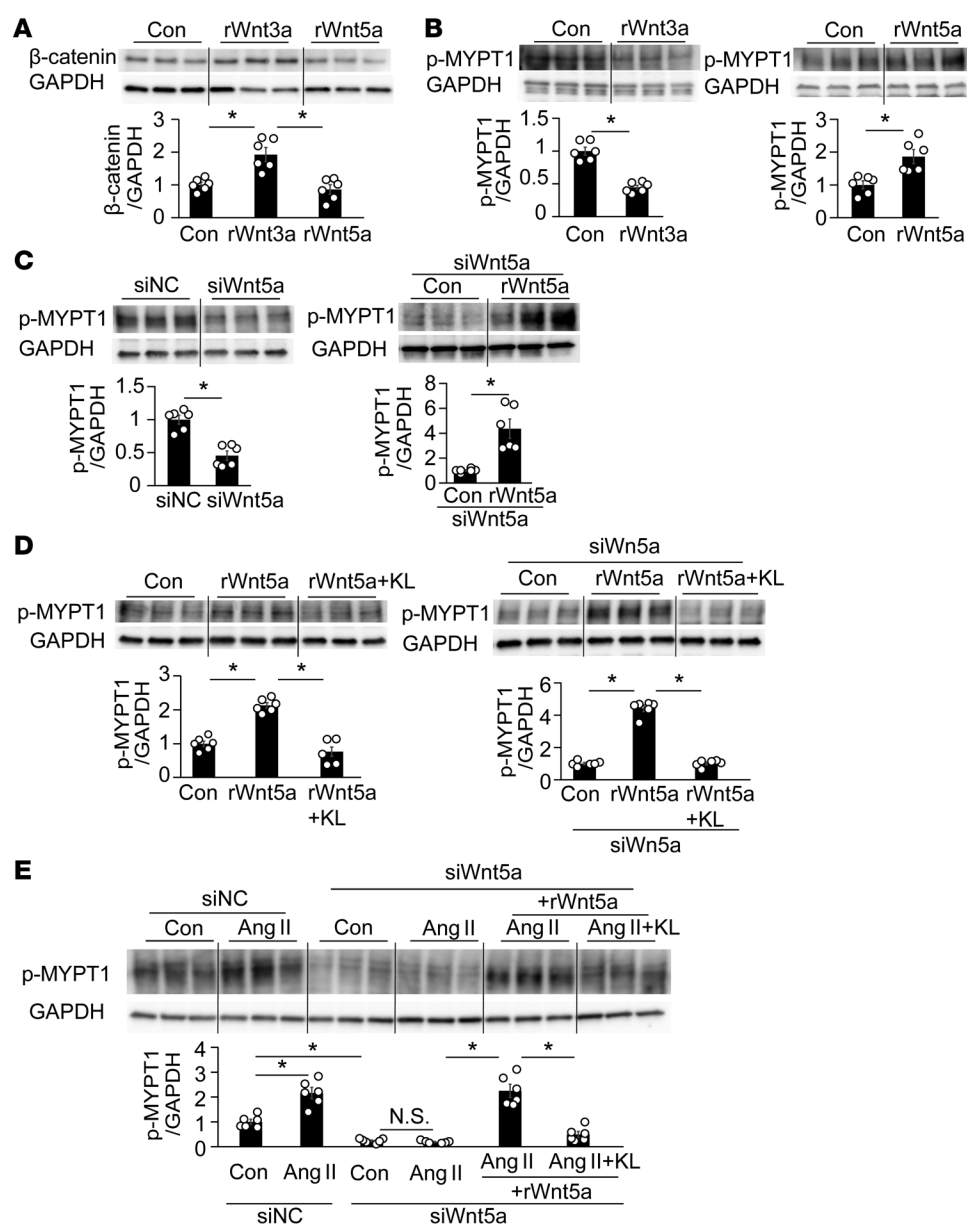 A
Con rWnt3a rWnt5a
β-catenin
GAPDH
β-catenin
/GAPDH
3
2
1
0
* *
Con rWnt3a rWnt5a
B
Con rWnt3a
p-MYPT1
GAPDH
p-MYPT1
/GAPDH
1.5
1
0.5
0
*
Con rWnt3a
Con rWnt5a
p-MYPT1
GAPDH
p-MYPT1
/GAPDH
3
2
1
0
*
Con rWnt5a
C
siNC siWnt5a
p-MYPT1
GAPDH
p-MYPT1
/GAPDH
1.5
1
0.5
0
*
siNC siWnt5a
siWnt5a
Con rWnt5a
p-MYPT1
GAPDH
p-MYPT1
/GAPDH
8
6
4
2
0
*
Con rWnt5a
siWnt5a
D
Con rWnt5a rWnt5a+KL
p-MYPT1
GAPDH
p-MYPT1
/GAPDH
3
2
1
0
* *
Con rWnt5a rWnt5a
+KL
siWn5a
Con rWnt5a rWnt5a+KL
p-MYPT1
GAPDH
p-MYPT1
/GAPDH
6
4
2
0
* *
Con rWnt5a rWnt5a
+KL
siWn5a
E
siWnt5a
siNC +rWnt5a
Con Ang II Con Ang II Ang II Ang II+KL
p-MYPT1
GAPDH
p-MYPT1
/GAPDH
4
3
2
1
0
* * * *
N.S.
Con Ang II Con Ang II Ang II Ang II+KL
+rWnt5a
siNC siWnt5a